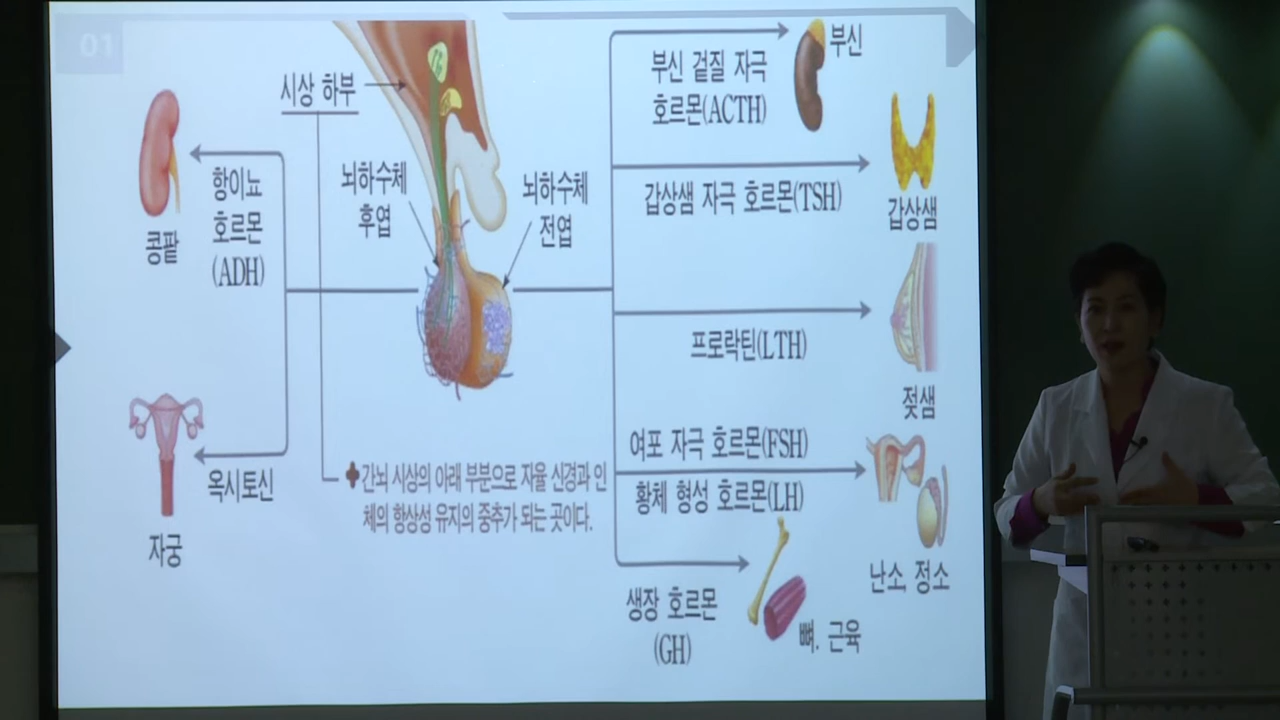 01
시상 하부
뇌하수체
후엽
뇌하수체
전엽
항이뇨
호르몬
(ADH)
콩팥
옥시토신
자궁
간뇌 시상의 아래 부분으로 자율 신경과 인
체의 항상성 유지의 중추가 되는 곳이다.
부신 겉질 자극
호르몬(ACTH)
부신
갑상샘 자극 호르몬(TSH)
갑상샘
프로락틴(LTH)
젖샘
여포 자극 호르몬(FSH)
황체 형성 호르몬(LH)
난소, 정소
생장 호르몬
(GH)
뼈. 근육